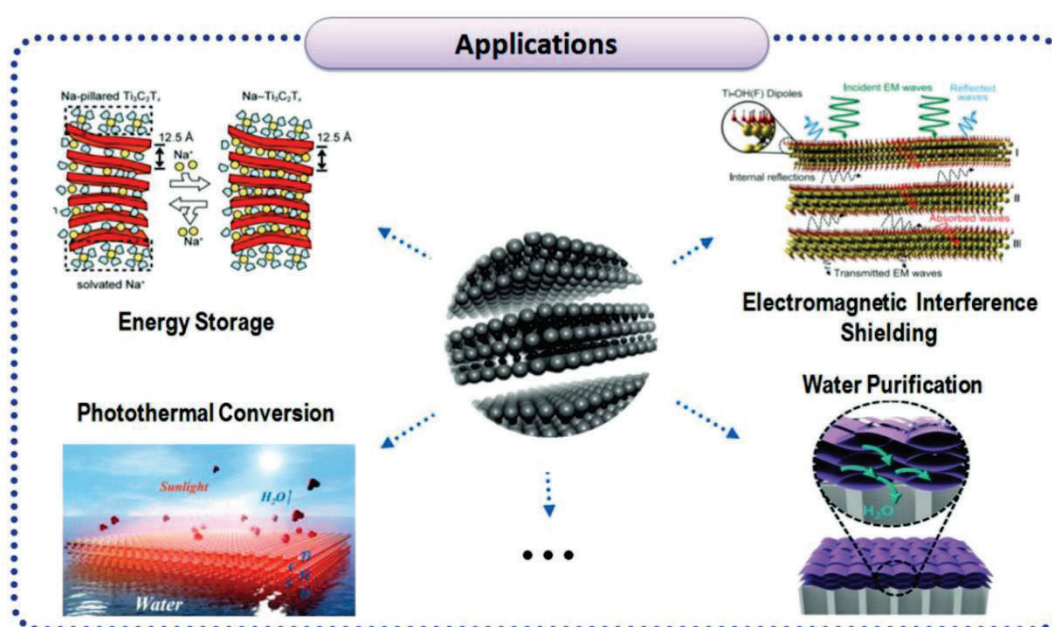 Applications
Na-pillared Ti₃C₂Tₓ
Na–Ti₃C₂Tₓ
12.5 Å
12.5 Å
Na⁺
Na⁺
solvated Na⁺
Energy Storage
Ti-OH(F) Dipoles
Incident EM waves
Reflected
waves
I
Internal reflections
II
Absorbed waves
III
Transmitted EM waves
Electromagnetic Interference
Shielding
Photothermal Conversion
Sunlight
H₂O
Water
Water Purification
H₂O